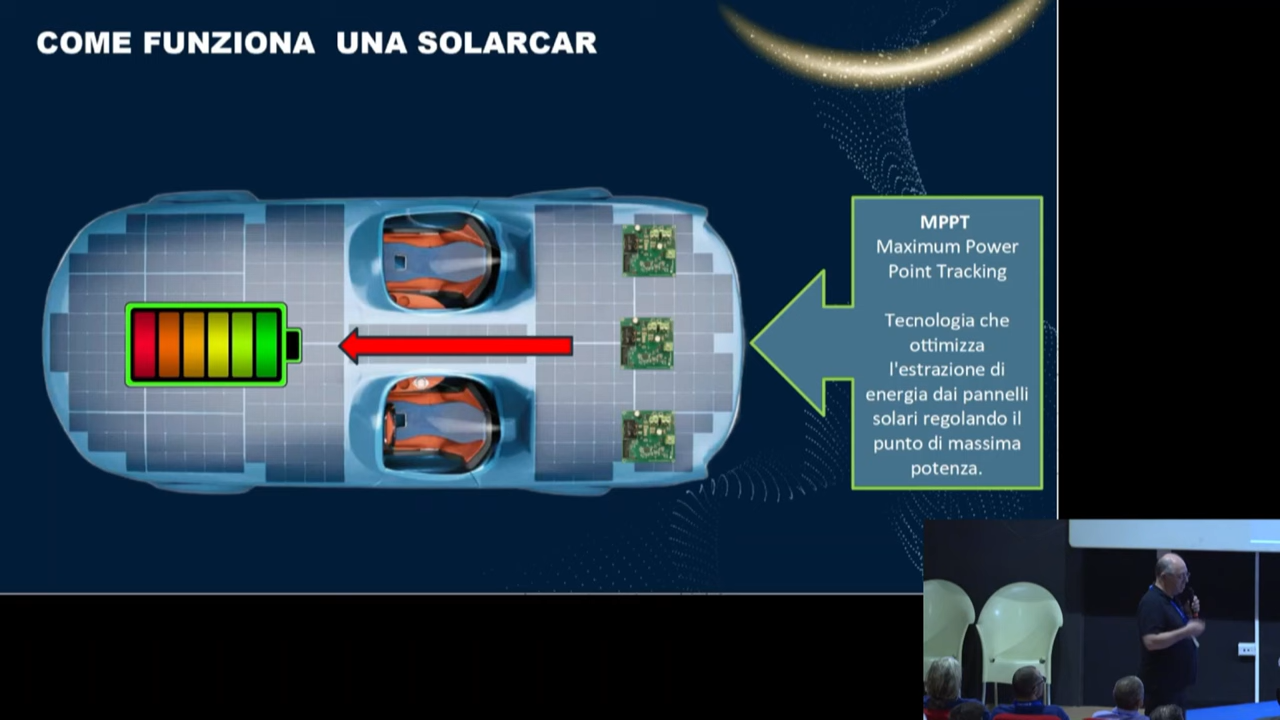 COME FUNZIONA UNA SOLARCAR
MPPT
Maximum Power
Point Tracking
Tecnologia che
ottimizza
l'estrazione di
energia dai pannelli
solari regolando il
punto di massima
potenza.